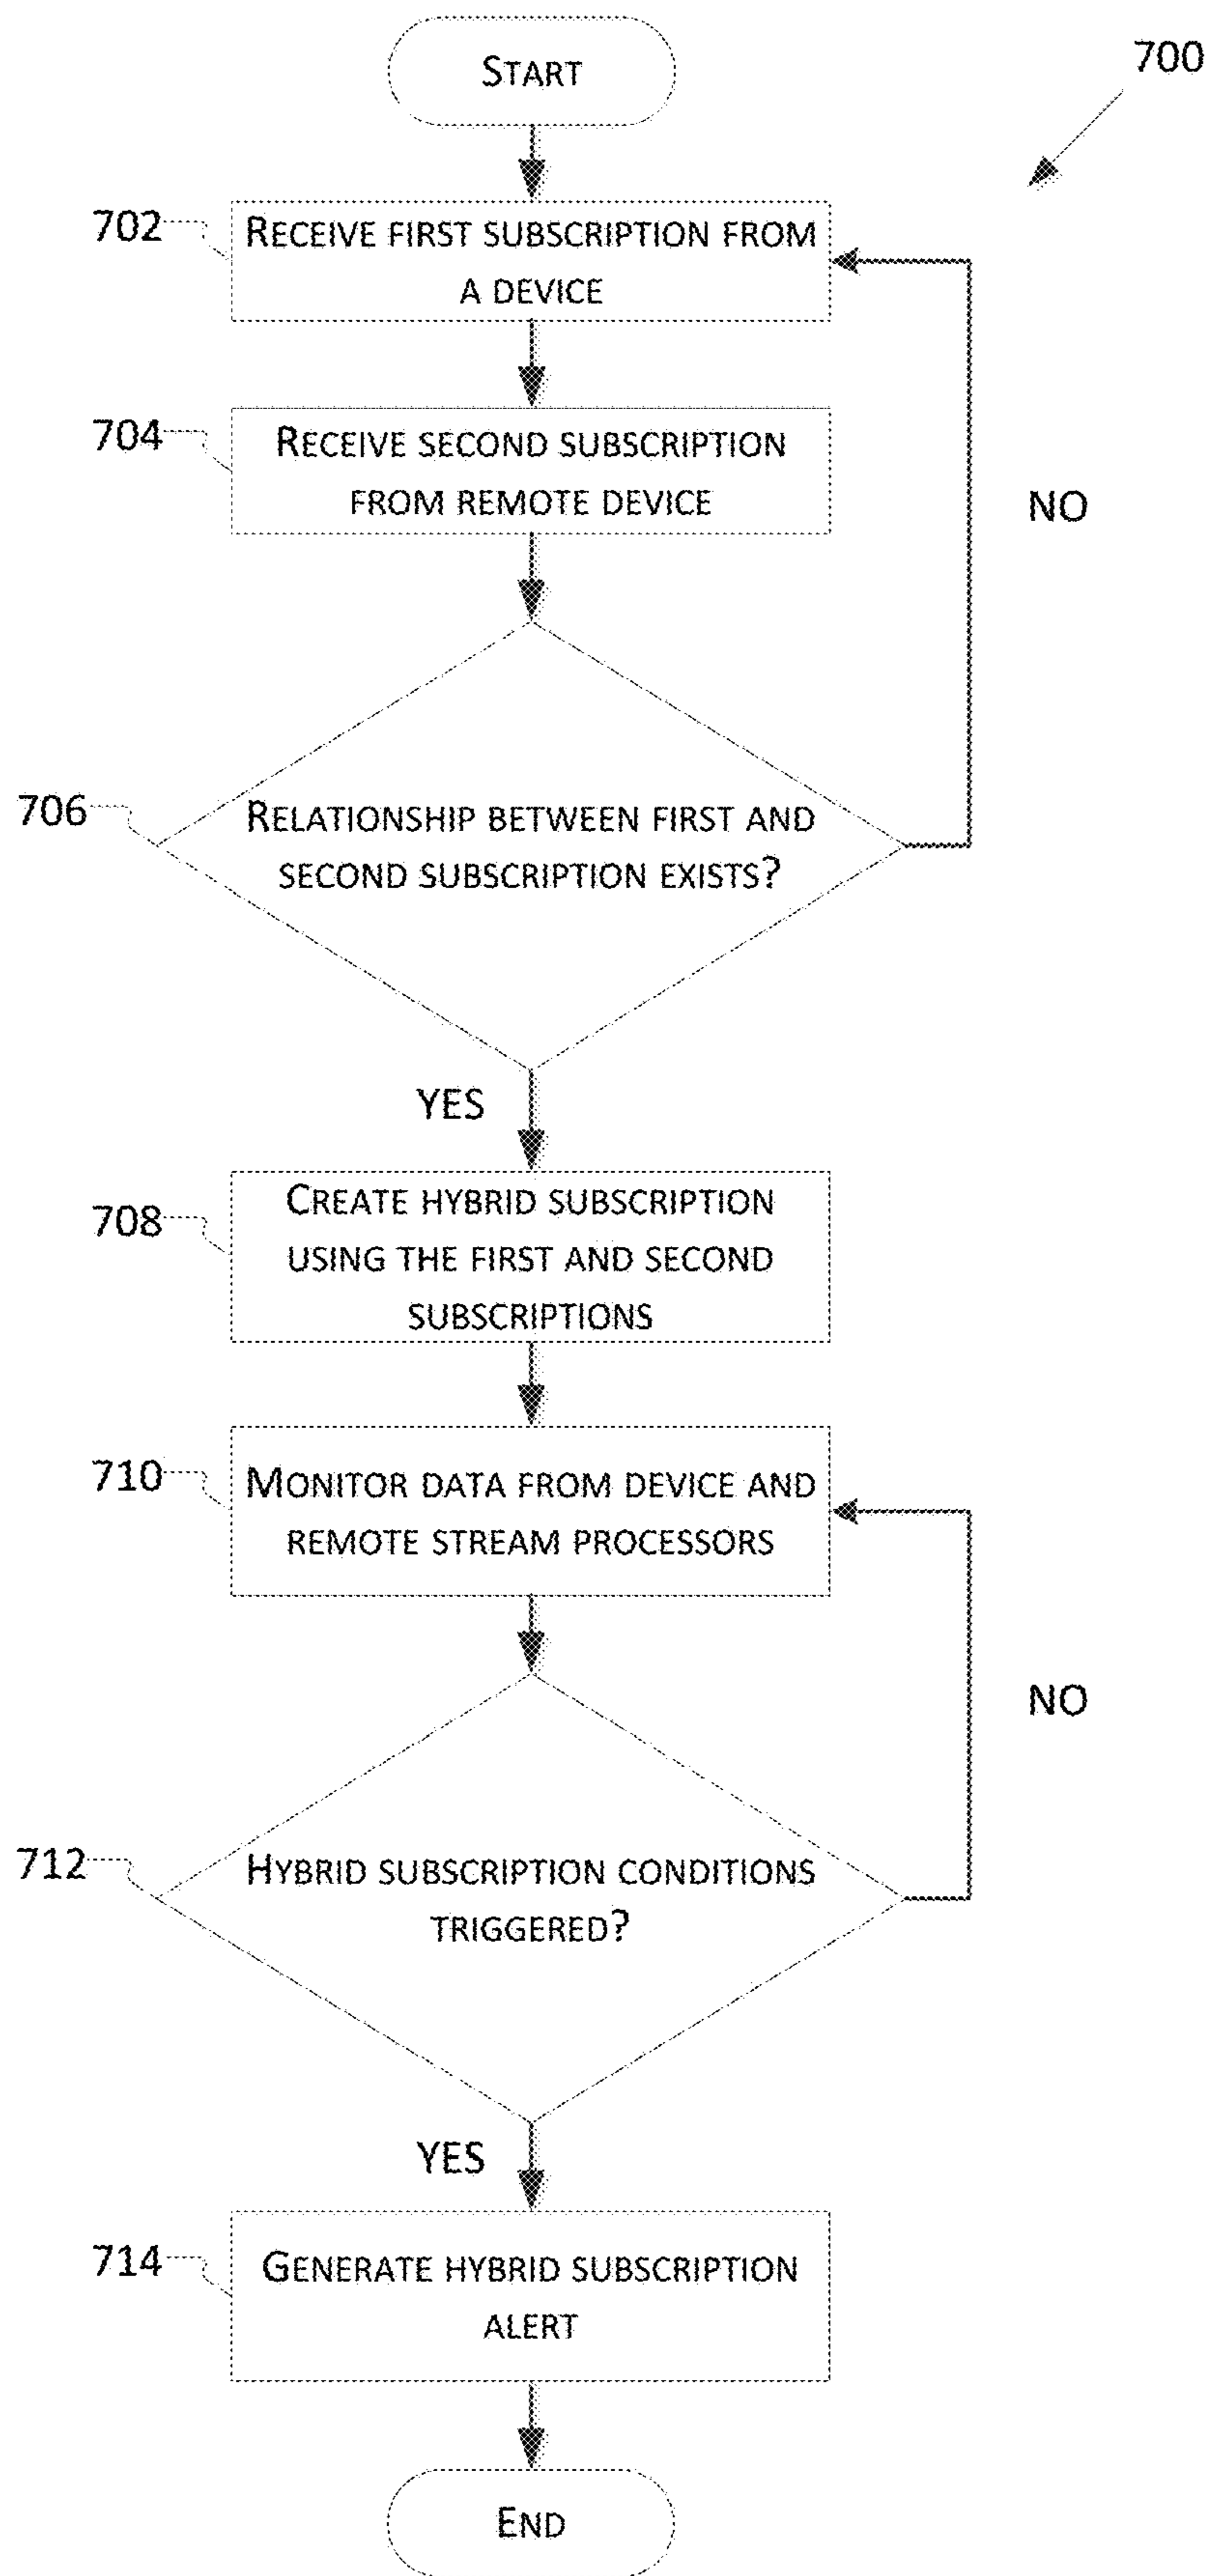 START
700
702
RECEIVE FIRST SUBSCRIPTION FROM
A DEVICE
704
RECEIVE SECOND SUBSCRIPTION
FROM REMOTE DEVICE
NO
706
RELATIONSHIP BETWEEN FIRST AND
SECOND SUBSCRIPTION EXISTS?
YES
708
CREATE HYBRID SUBSCRIPTION
USING THE FIRST AND SECOND
SUBSCRIPTIONS
710
MONITOR DATA FROM DEVICE AND
REMOTE STREAM PROCESSORS
NO
712
HYBRID SUBSCRIPTION CONDITIONS
TRIGGERED?
YES
714
GENERATE HYBRID SUBSCRIPTION
ALERT
END